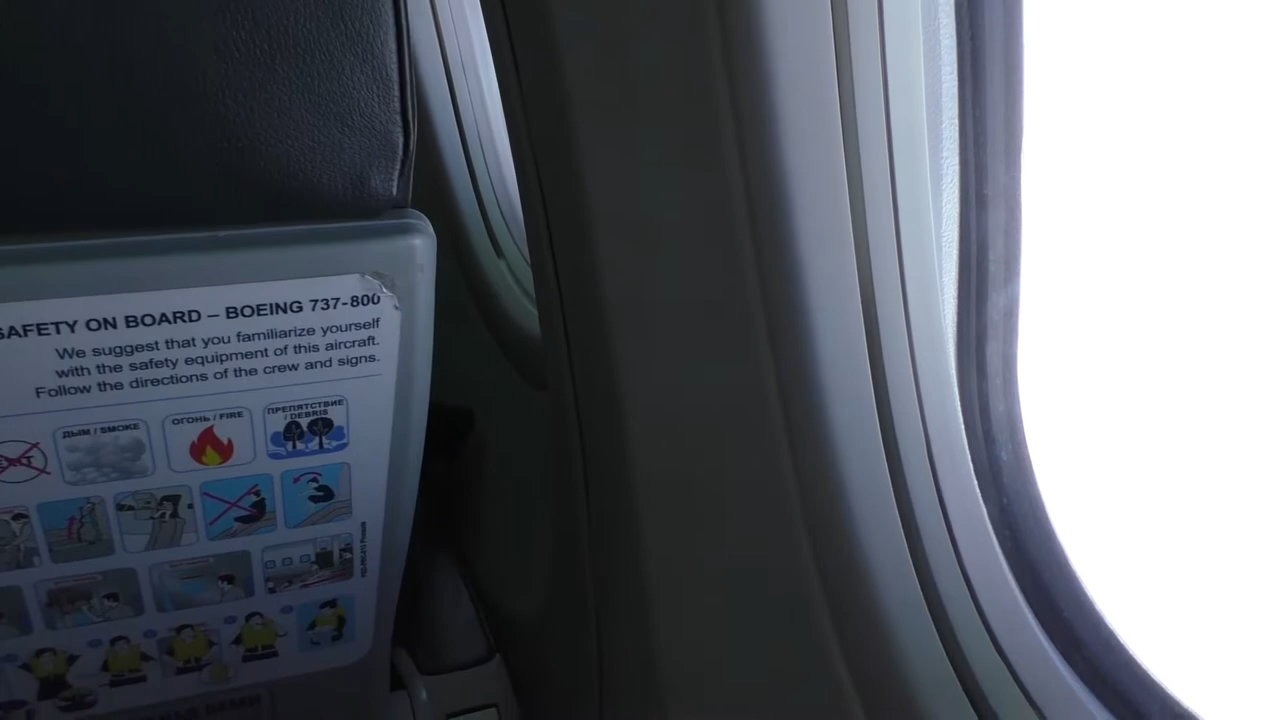 SAFETY ON BOARD – BOEING 737-800
We suggest that you familiarize yourself
with the safety equipment of this aircraft.
Follow the directions of the crew and signs.
EXIT
ДЫМ / SMOKE
ОГОНЬ / FIRE
ПРЕПЯТСТВИЕ
/ DEBRIS